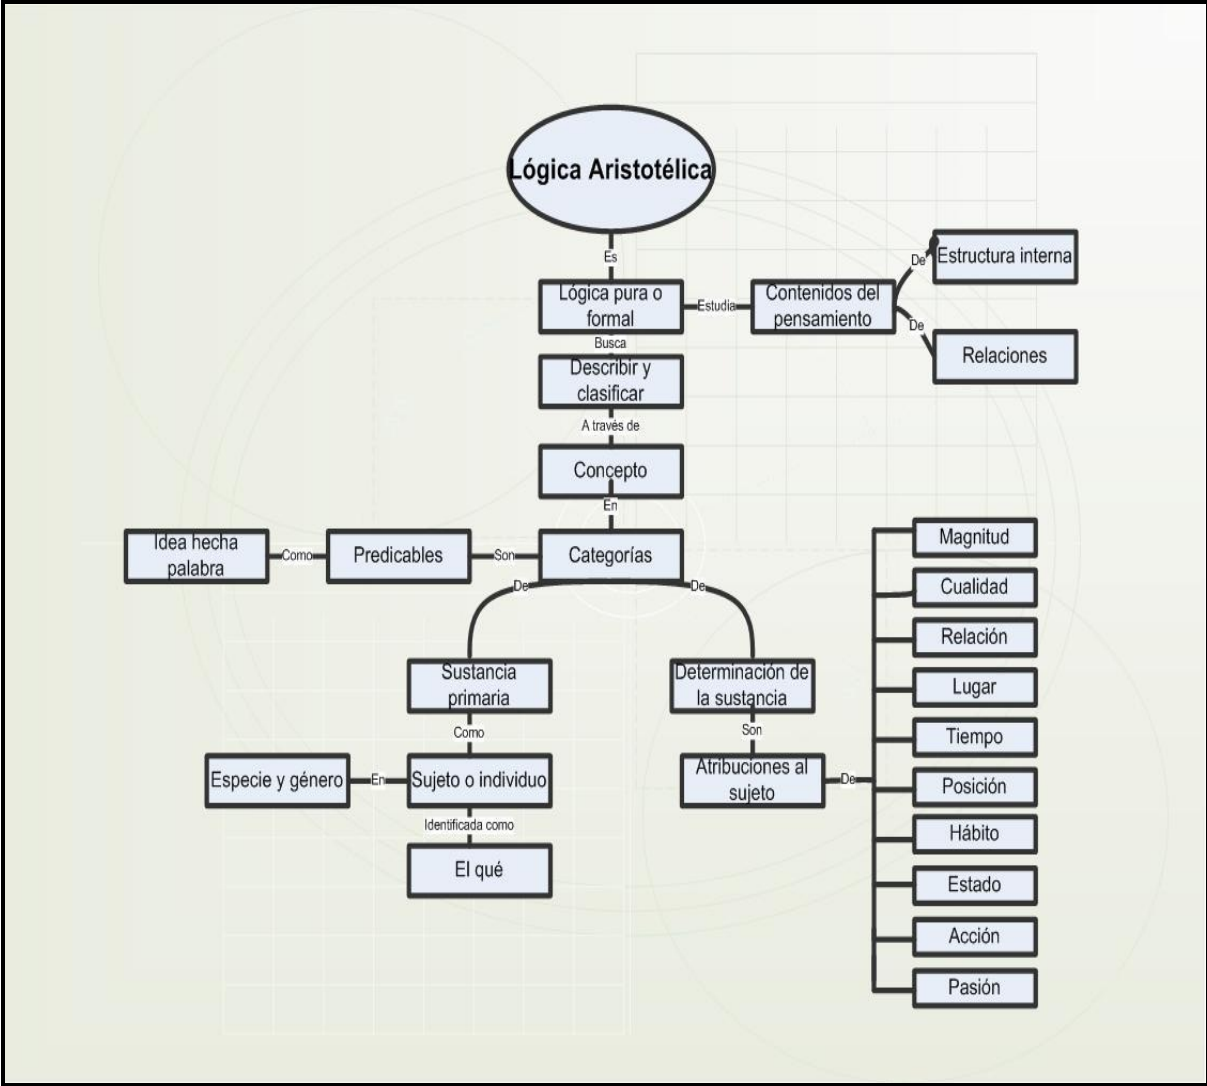 Lógica Aristotélica
Es
Lógica pura o
formal
Estudia
Contenidos del
pensamiento
De
Estructura interna
De
Relaciones
Busca
Describir y
clasificar
A través de
Concepto
En
Categorías
Son
Predicables
Como
Idea hecha
palabra
De
Sustancia
primaria
Como
Sujeto o individuo
En
Especie y género
Identificada como
El qué
De
Determinación de
la sustancia
Son
Atribuciones al
sujeto
De
Magnitud
Cualidad
Relación
Lugar
Tiempo
Posición
Hábito
Estado
Acción
Pasión